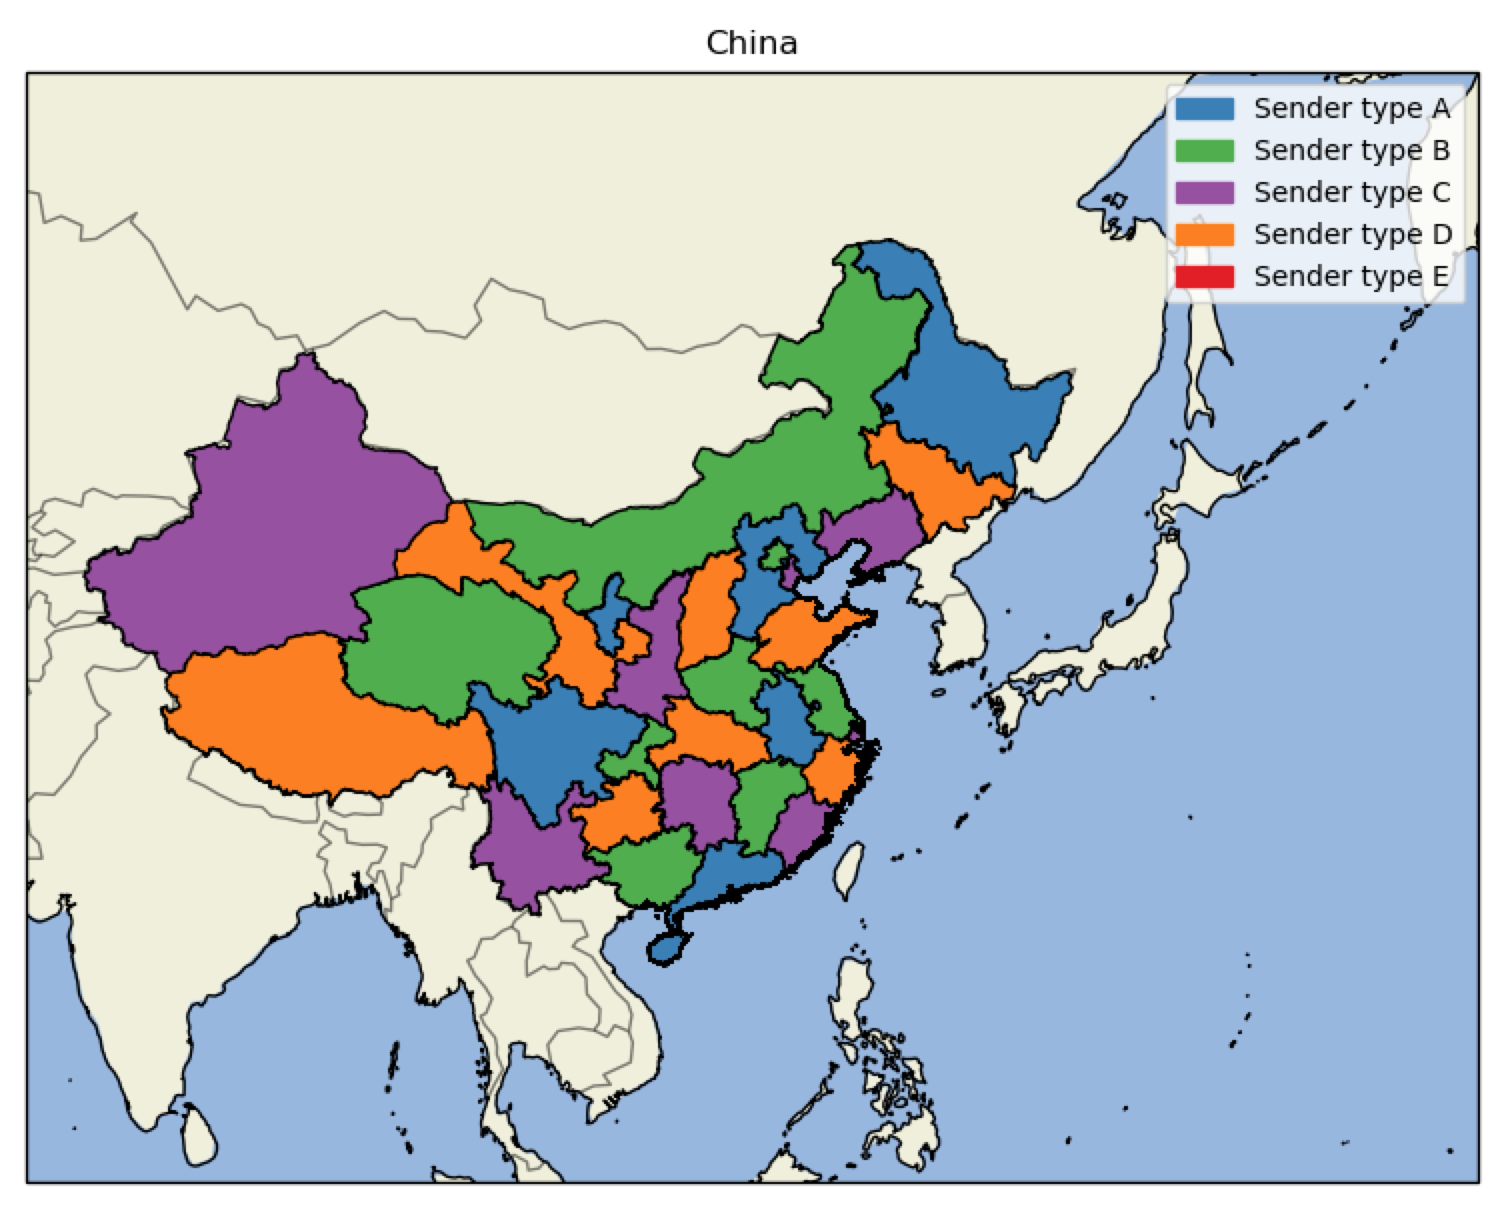 China
Sender type A
Sender type B
Sender type C
Sender type D
Sender type E